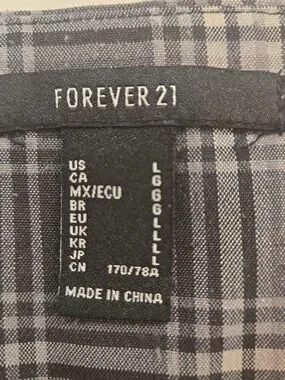 FOREVER 21
US L
CA G
MX/ECU G
BR G
EU L
UK L
KR L
JP L
CN 170/78A
MADE IN CHINA